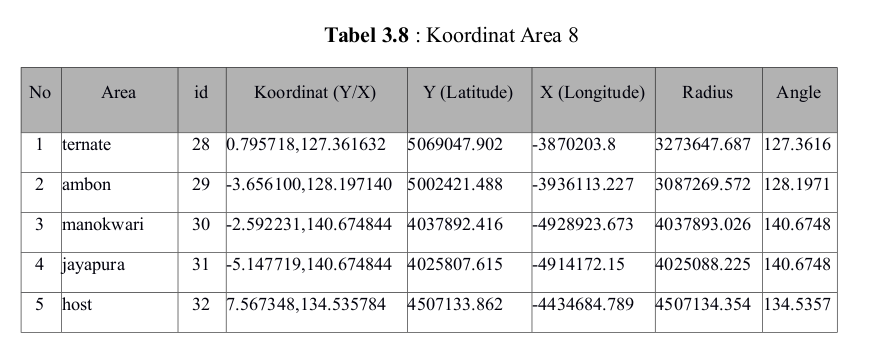 Tabel 3.8 : Koordinat Area 8
No Area id Koordinat (Y/X) Y (Latitude) X (Longitude) Radius Angle
1 ternate 28 0.795718,127.361632 5069047.902 -3870203.8 3273647.687 127.3616
2 ambon 29 -3.656100,128.197140 5002421.488 -3936113.227 3087269.572 128.1971
3 manokwari 30 -2.592231,140.674844 4037892.416 -4928923.673 4037893.026 140.6748
4 jayapura 31 -5.147719,140.674844 4025807.615 -4914172.15 4025088.225 140.6748
5 host 32 7.567348,134.535784 4507133.862 -4434684.789 4507134.354 134.5357